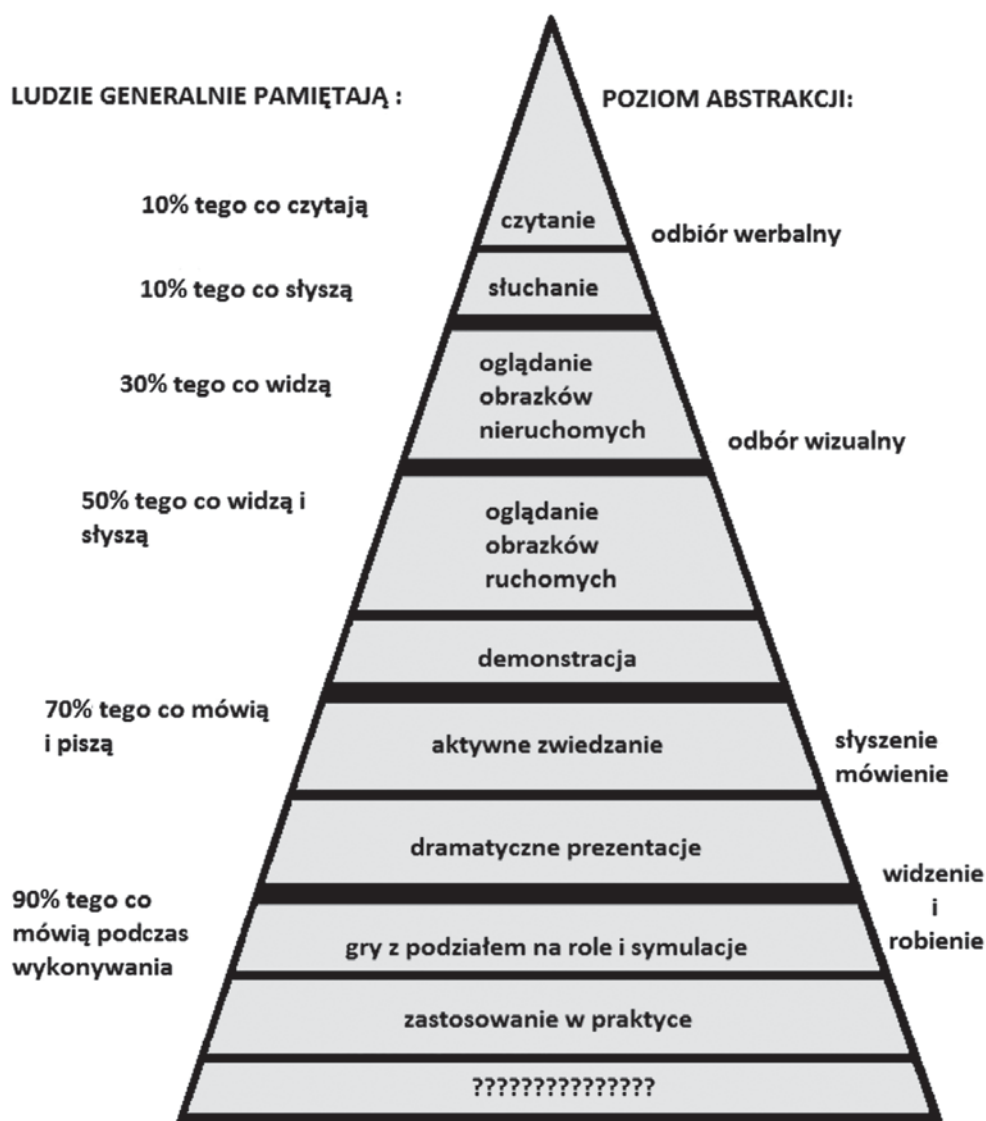 LUDZIE GENERALNIE PAMIĘTAJĄ :
POZIOM ABSTRAKCJI:
10% tego co czytają
czytanie
odbiór werbalny
10% tego co słyszą
słuchanie
30% tego co widzą
oglądanie
obrazków
nieruchomych
odbór wizualny
50% tego co widzą i
słyszą
oglądanie
obrazków
ruchomych
demonstracja
70% tego co mówią
i piszą
aktywne zwiedzanie
słyszenie
mówienie
dramatyczne prezentacje
90% tego co
mówią podczas
wykonywania
widzenie
i
robienie
gry z podziałem na role i symulacje
zastosowanie w praktyce
???????????????